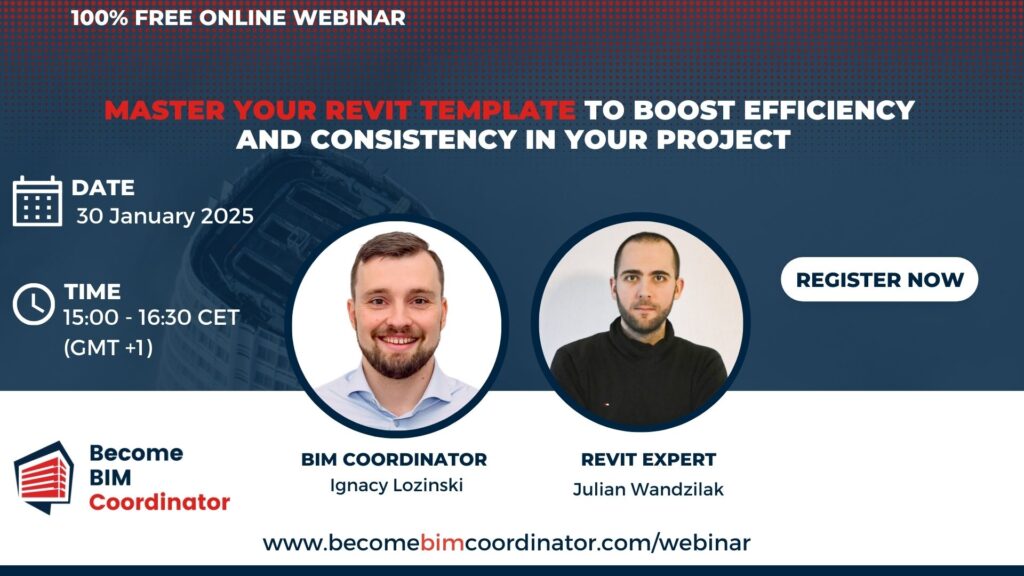 100% FREE ONLINE WEBINAR
MASTER YOUR REVIT TEMPLATE TO BOOST EFFICIENCY
AND CONSISTENCY IN YOUR PROJECT
DATE
30 January 2025
TIME
15:00 - 16:30 CET
(GMT +1)
REGISTER NOW
Become
BIM
Coordinator
BIM COORDINATOR
Ignacy Lozinski
REVIT EXPERT
Julian Wandzilak
www.becomebimcoordinator.com/webinar